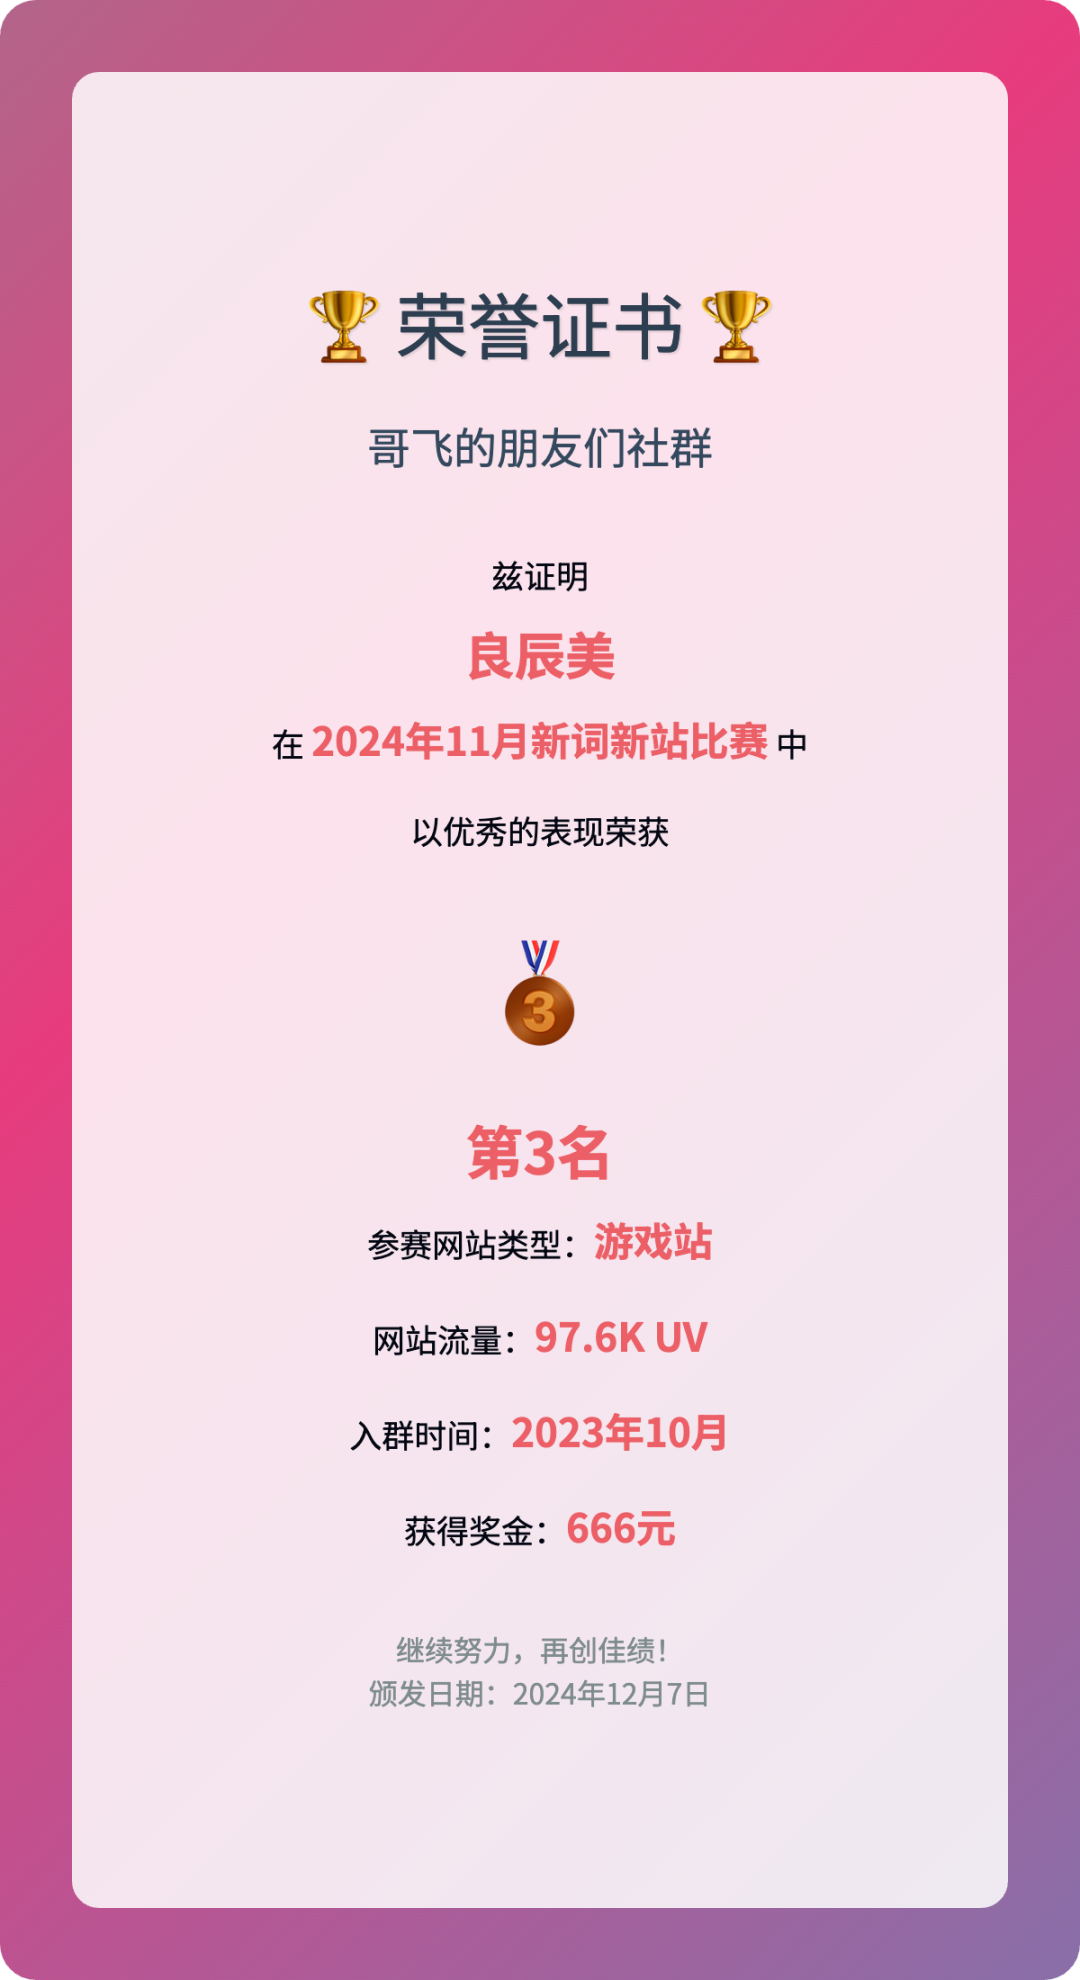 🏆 荣誉证书 🏆
哥飞的朋友们社群
兹证明
良辰美
在 2024年11月新词新站比赛 中
以优秀的表现荣获
3
第3名
参赛网站类型：游戏站
网站流量：97.6K UV
入群时间：2023年10月
获得奖金：666元
继续努力，再创佳绩！
颁发日期：2024年12月7日